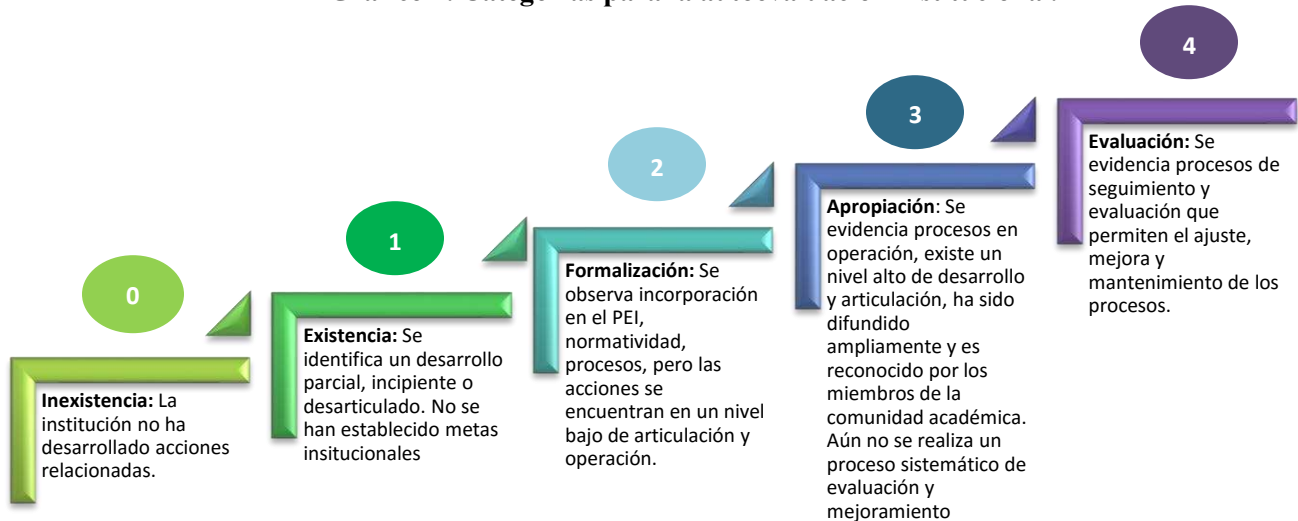 0
Inexistencia: La
institución no ha
desarrollado acciones
relacionadas.
1
Existencia: Se
identifica un desarrollo
parcial, incipiente o
desarticulado. No se
han establecido metas
insitucionales
2
Formalización: Se
observa incorporación
en el PEI,
normatividad,
procesos, pero las
acciones se
encuentran en un nivel
bajo de articulación y
operación.
3
Apropiación: Se
evidencia procesos en
operación, existe un
nivel alto de desarrollo
y articulación, ha sido
difundido
ampliamente y es
reconocido por los
miembros de la
comunidad académica.
Aún no se realiza un
proceso sistemático de
evaluación y
mejoramiento
4
Evaluación: Se
evidencia procesos de
seguimiento y
evaluación que
permiten el ajuste,
mejora y
mantenimiento de los
procesos.